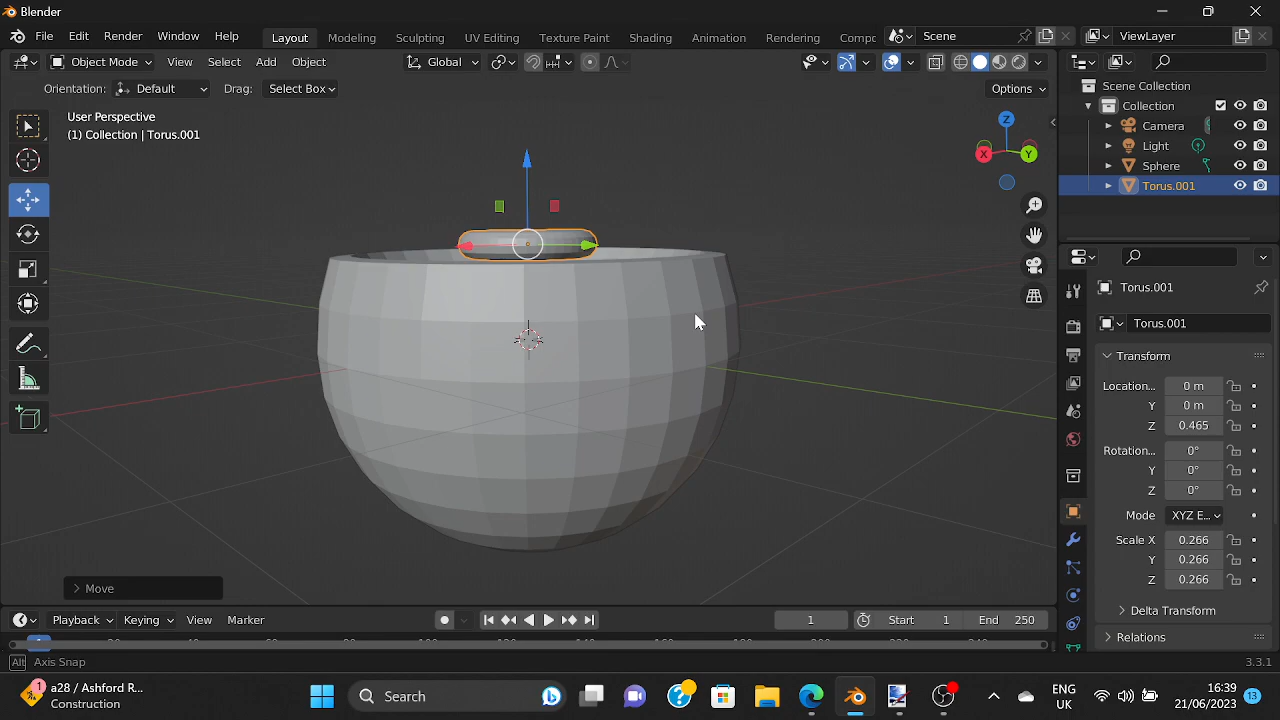 Blender
File Edit Render Window Help Layout Modeling Sculpting UV Editing Texture Paint Shading Animation Rendering Compc Scene ViewLayer
Object Mode View Select Add Object Global
Orientation: Default Drag: Select Box Options
User Perspective
(1) Collection | Torus.001
Z
X Y
Scene Collection
Collection
Camera
Light
Sphere
Torus.001
Torus.001
Torus.001
Transform
Location... 0 m
Y 0 m
Z 0.465
Rotation... 0°
Y 0°
Z 0°
Mode XYZ E...
Scale X 0.266
Y 0.266
Z 0.266
Delta Transform
Relations
Move
Playback Keying View Marker 1 Start 1 End 250
Alt Axis Snap 3.3.1
1 a28 / Ashford R...
Construction
Search
ENG
UK
16:39
21/06/2023
13